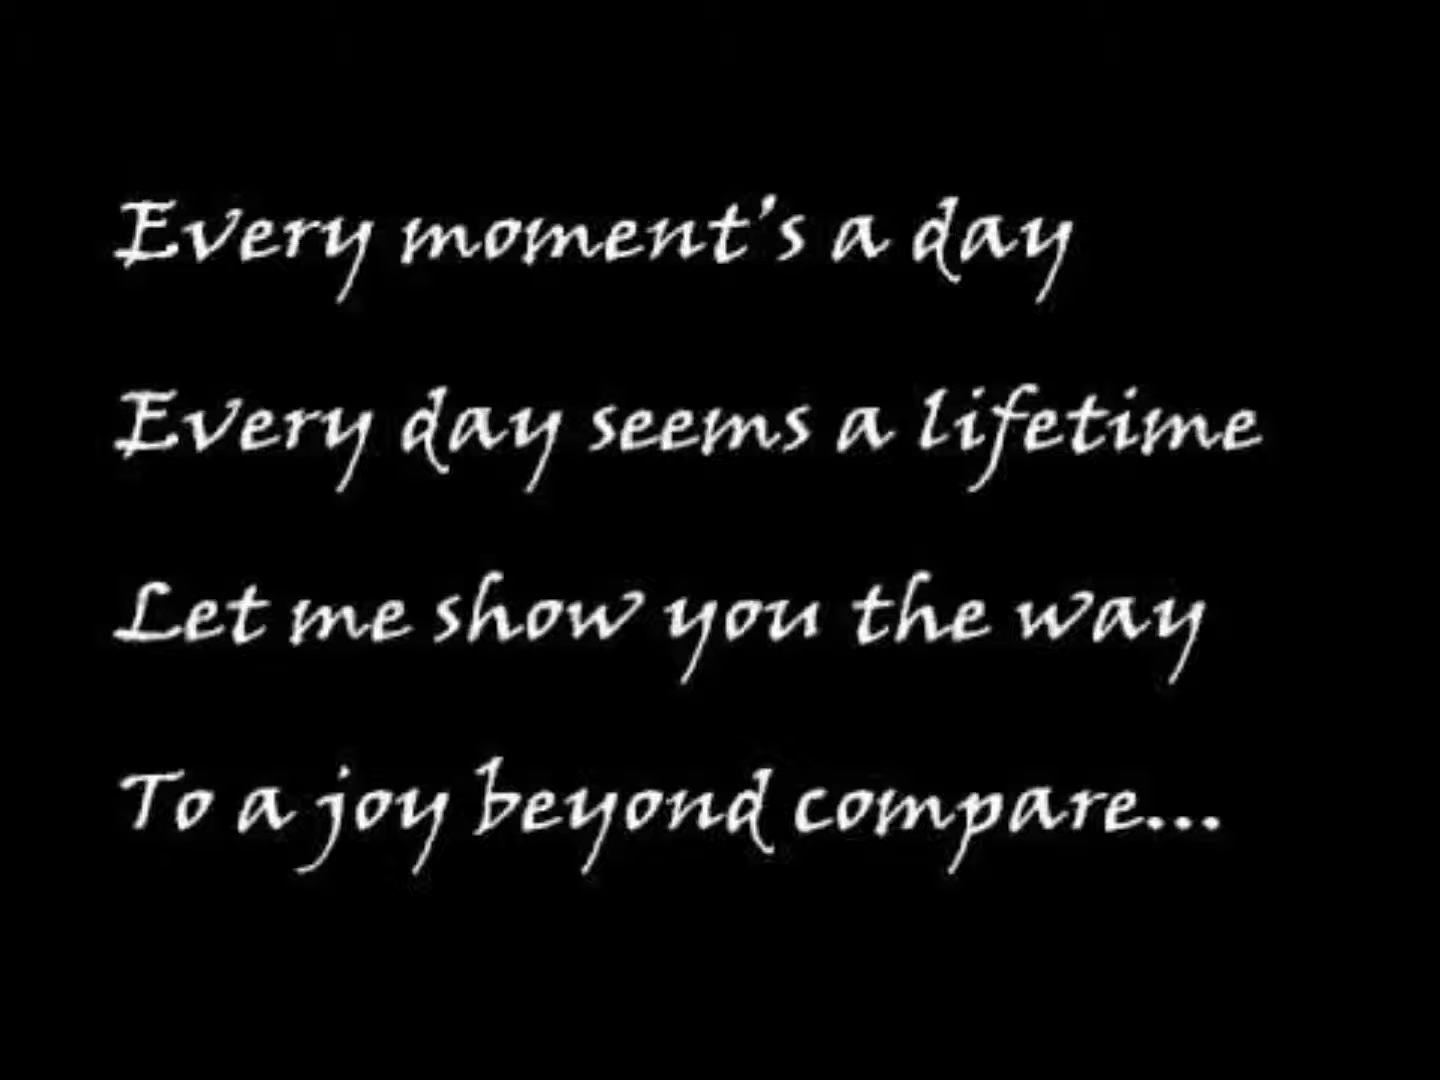 Every moment's a day
Every day seems a lifetime
Let me show you the way
To a joy beyond compare...